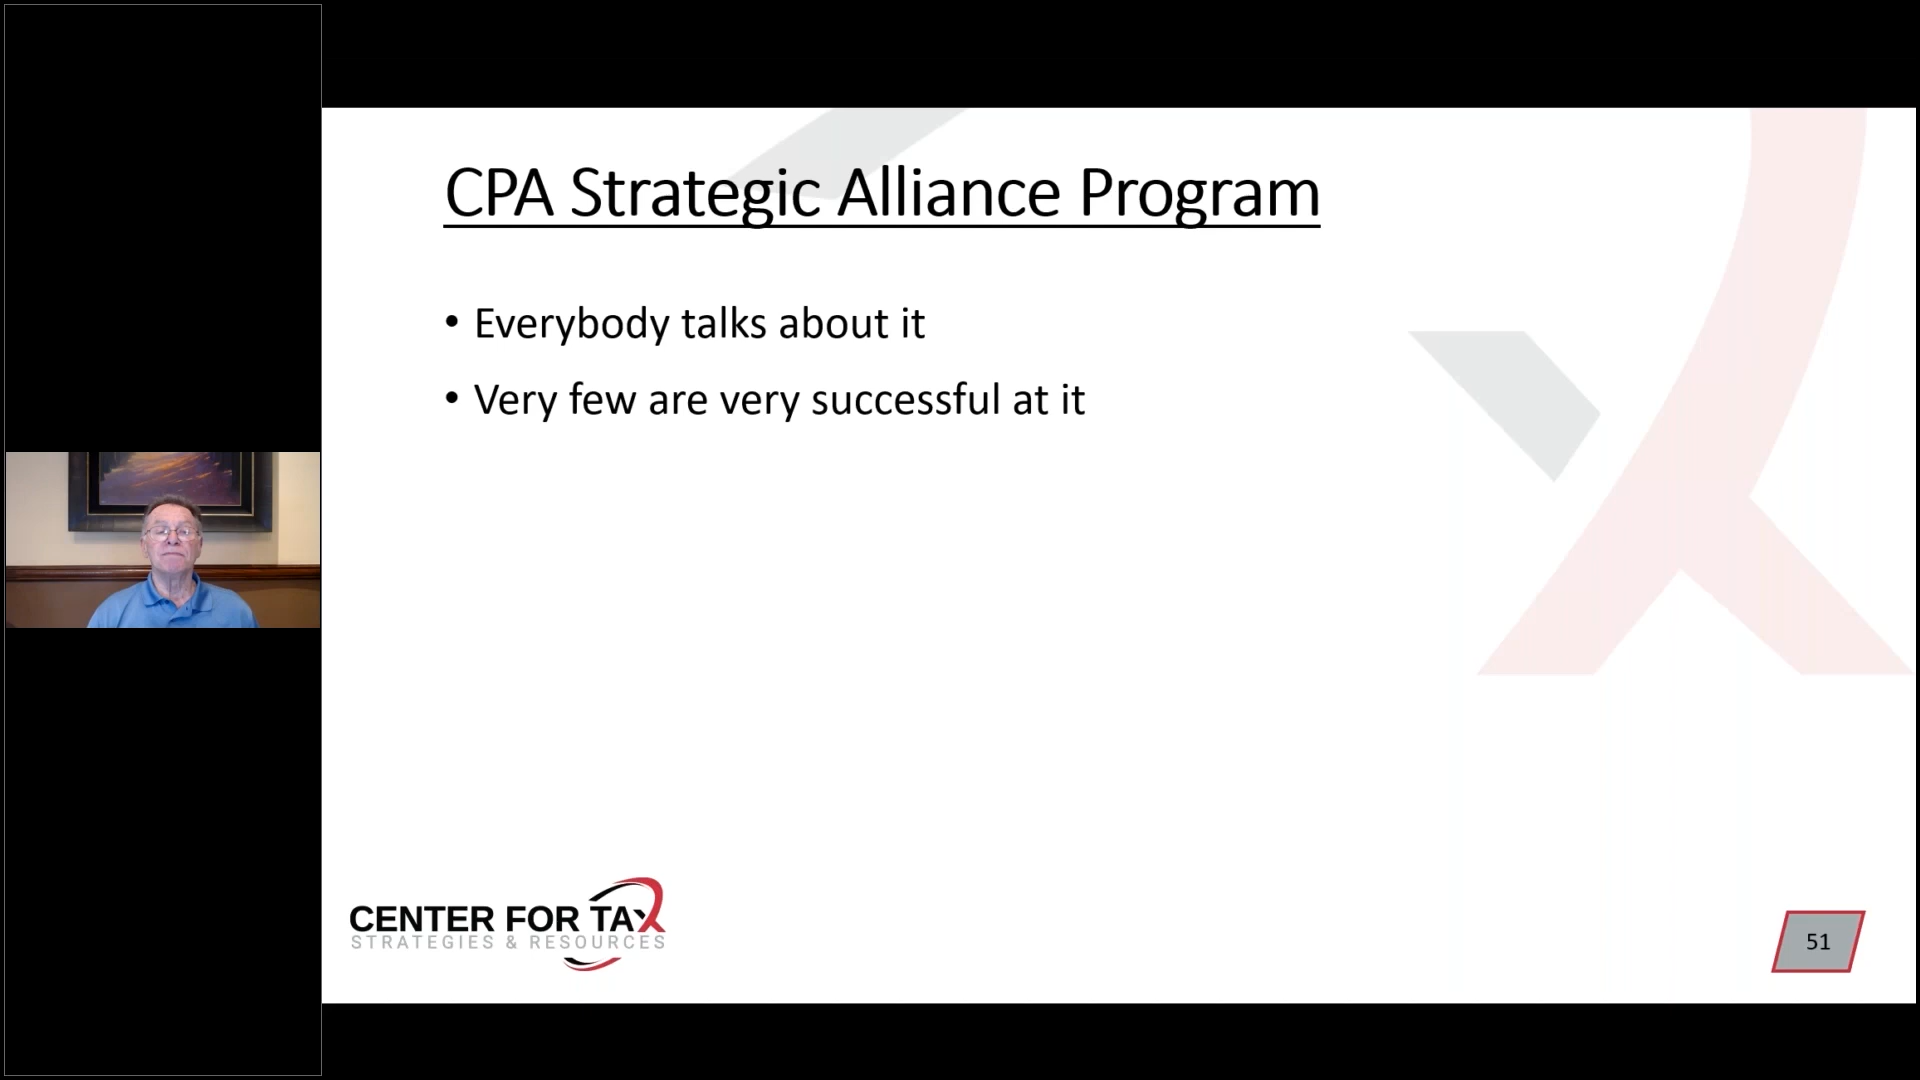 CPA Strategic Alliance Program
• Everybody talks about it
• Very few are very successful at it
CENTER FOR TAX
STRATEGIES & RESOURCES
51